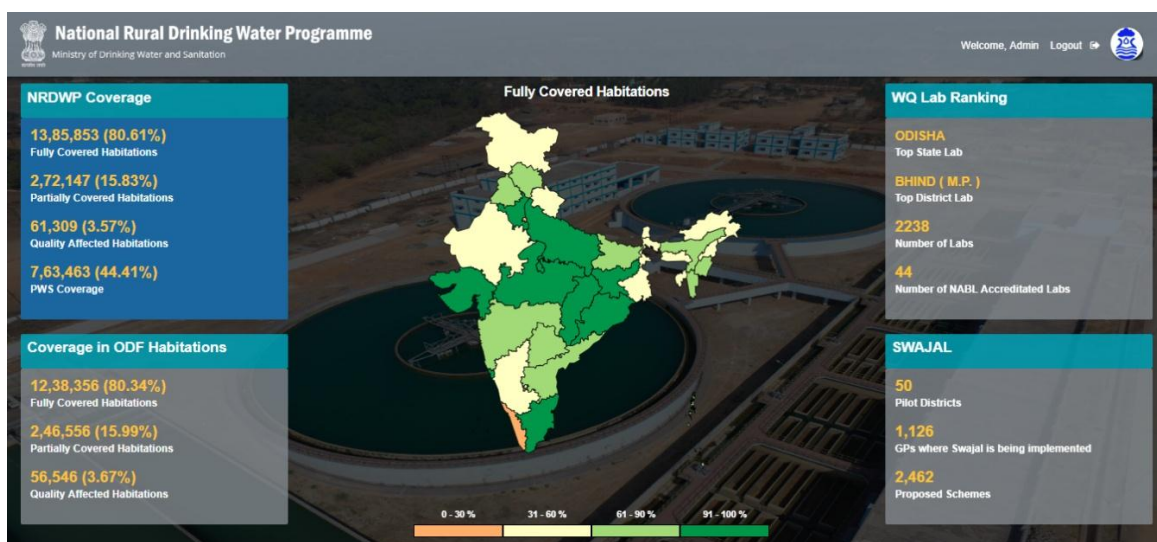 National Rural Drinking Water Programme
Ministry of Drinking Water and Sanitation
Welcome, Admin Logout
NRDWP Coverage
13,85,853 (80.61%)
Fully Covered Habitations
2,72,147 (15.83%)
Partially Covered Habitations
61,309 (3.57%)
Quality Affected Habitations
7,63,463 (44.41%)
PWS Coverage
Coverage in ODF Habitations
12,38,356 (80.34%)
Fully Covered Habitations
2,46,556 (15.99%)
Partially Covered Habitations
56,546 (3.67%)
Quality Affected Habitations
Fully Covered Habitations
0 - 30 % 31 - 60 % 61 - 90 % 91 - 100 %
WQ Lab Ranking
ODISHA
Top State Lab
BHIND ( M.P. )
Top District Lab
2238
Number of Labs
44
Number of NABL Accreditated Labs
SWAJAL
50
Pilot Districts
1,126
GPs where Swajal is being implemented
2,462
Proposed Schemes